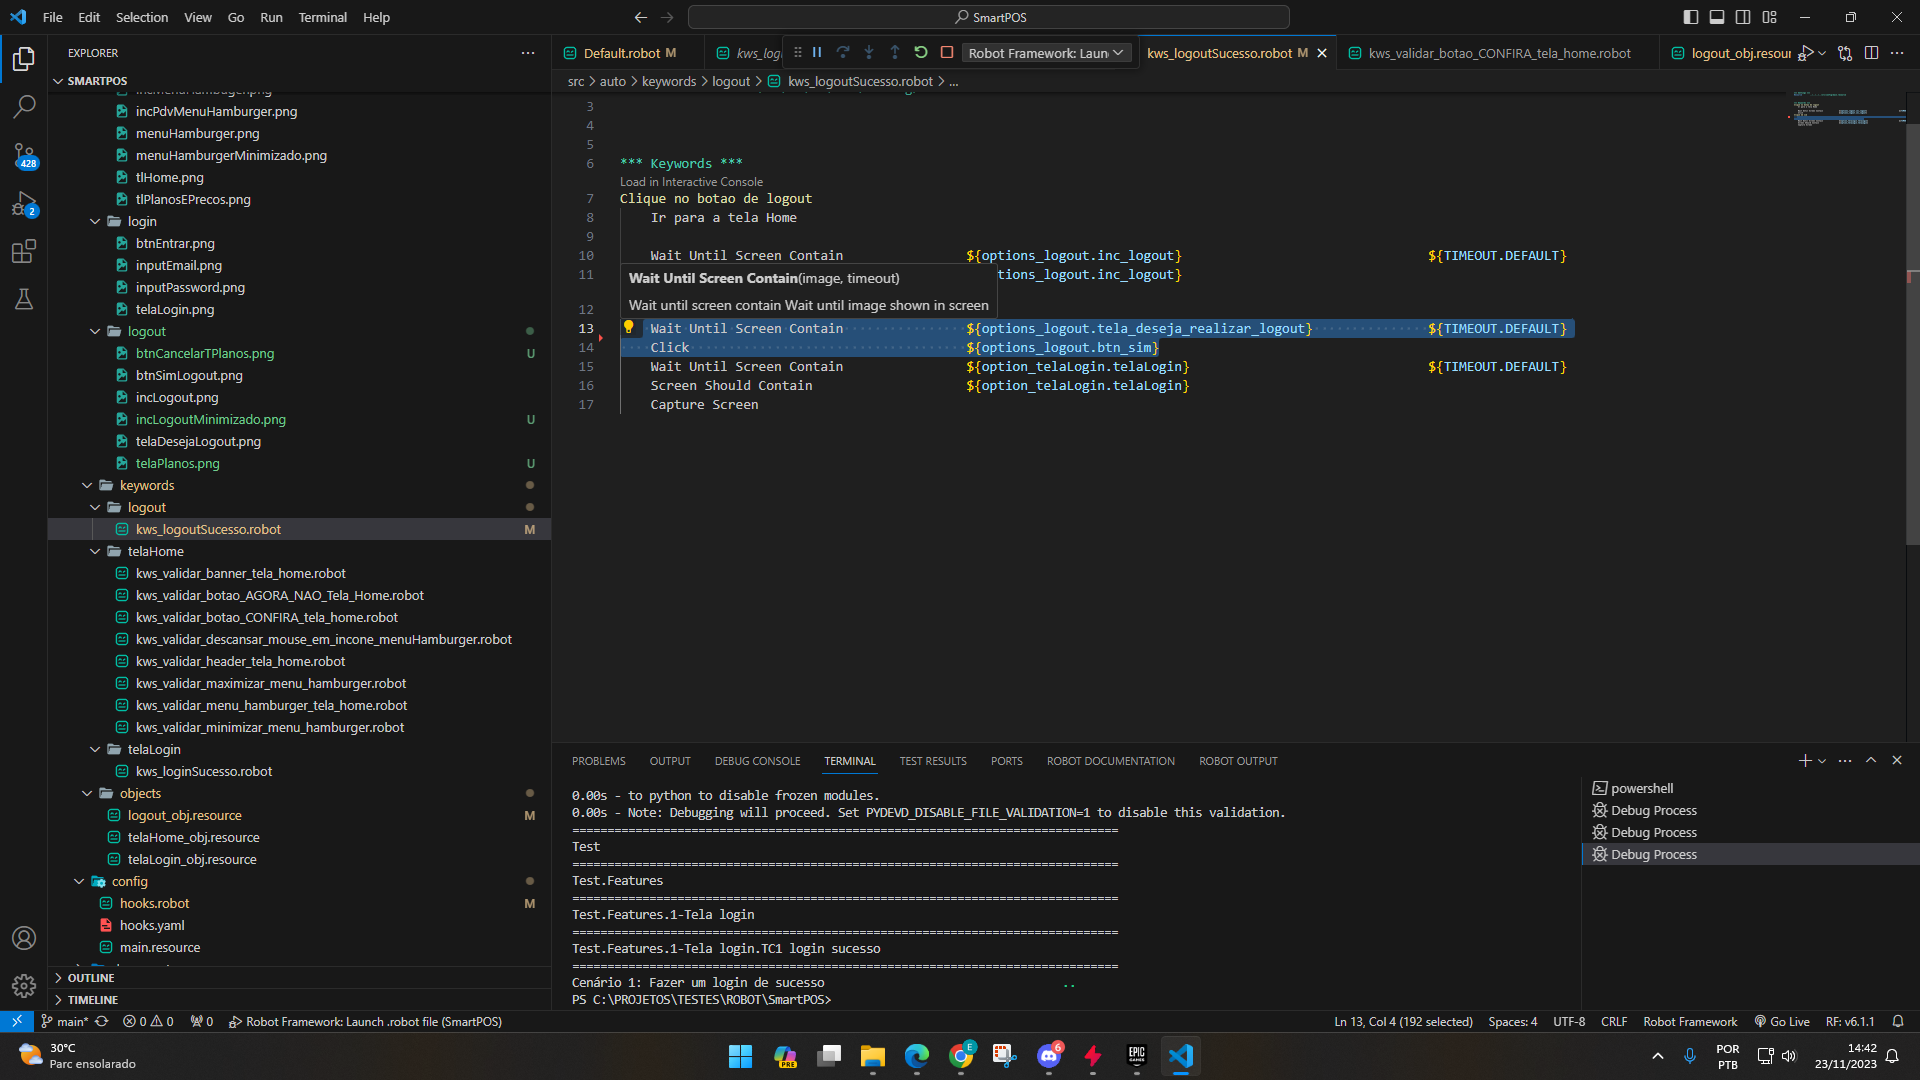 File Edit Selection View Go Run Terminal Help
SmartPOS
EXPLORER
SMARTPOS
incPdvMenuHamburger.png
menuHamburger.png
menuHamburgerMinimizado.png
tlHome.png
tlPlanosEPrecos.png
login
btnEntrar.png
inputEmail.png
inputPassword.png
telaLogin.png
logout
btnCancelarTPlanos.png U
btnSimLogout.png
incLogout.png
incLogoutMinimizado.png U
telaDesejaLogout.png
telaPlanos.png U
keywords
logout
kws_logoutSucesso.robot M
telaHome
kws_validar_banner_tela_home.robot
kws_validar_botao_AGORA_NAO_Tela_Home.robot
kws_validar_botao_CONFIRA_tela_home.robot
kws_validar_descansar_mouse_em_incone_menuHamburger.robot
kws_validar_header_tela_home.robot
kws_validar_maximizar_menu_hamburger.robot
kws_validar_menu_hamburger_tela_home.robot
kws_validar_minimizar_menu_hamburger.robot
telaLogin
kws_loginSucesso.robot
objects
logout_obj.resource M
telaHome_obj.resource
telaLogin_obj.resource
config
hooks.robot M
hooks.yaml
main.resource
OUTLINE
TIMELINE
428
2
Default.robot M kws_log Robot Framework: Laun kws_logoutSucesso.robot M kws_validar_botao_CONFIRA_tela_home.robot logout_obj.resour
src > auto > keywords > logout > kws_logoutSucesso.robot > ...
3
4
5
6 *** Keywords ***
Load in Interactive Console
7 Clique no botao de logout
8 Ir para a tela Home
9
10 Wait Until Screen Contain ${options_logout.inc_logout} ${TIMEOUT.DEFAULT}
11 ptions_logout.inc_logout}
Wait Until Screen Contain(image, timeout)
Wait until screen contain Wait until image shown in screen
12
13 Wait Until Screen Contain ${options_logout.tela_deseja_realizar_logout} ${TIMEOUT.DEFAULT}
14 Click ${options_logout.btn_sim}
15 Wait Until Screen Contain ${option_telaLogin.telaLogin} ${TIMEOUT.DEFAULT}
16 Screen Should Contain ${option_telaLogin.telaLogin}
17 Capture Screen
PROBLEMS OUTPUT DEBUG CONSOLE TERMINAL TEST RESULTS PORTS ROBOT DOCUMENTATION ROBOT OUTPUT
0.00s - to python to disable frozen modules.
0.00s - Note: Debugging will proceed. Set PYDEVD_DISABLE_FILE_VALIDATION=1 to disable this validation.
==============================================================================
Test
==============================================================================
Test.Features
==============================================================================
Test.Features.1-Tela login
==============================================================================
Test.Features.1-Tela login.TC1 login sucesso
==============================================================================
Cenário 1: Fazer um login de sucesso ..
PS C:\PROJETOS\TESTES\ROBOT\SmartPOS>
powershell
Debug Process
Debug Process
Debug Process
main* 0 0 0 Robot Framework: Launch .robot file (SmartPOS) Ln 13, Col 4 (192 selected) Spaces: 4 UTF-8 CRLF Robot Framework Go Live RF: v6.1.1
30°C
Parc ensolarado
PRE
E
6
EPIC GAMES
POR
PTB
14:42
23/11/2023